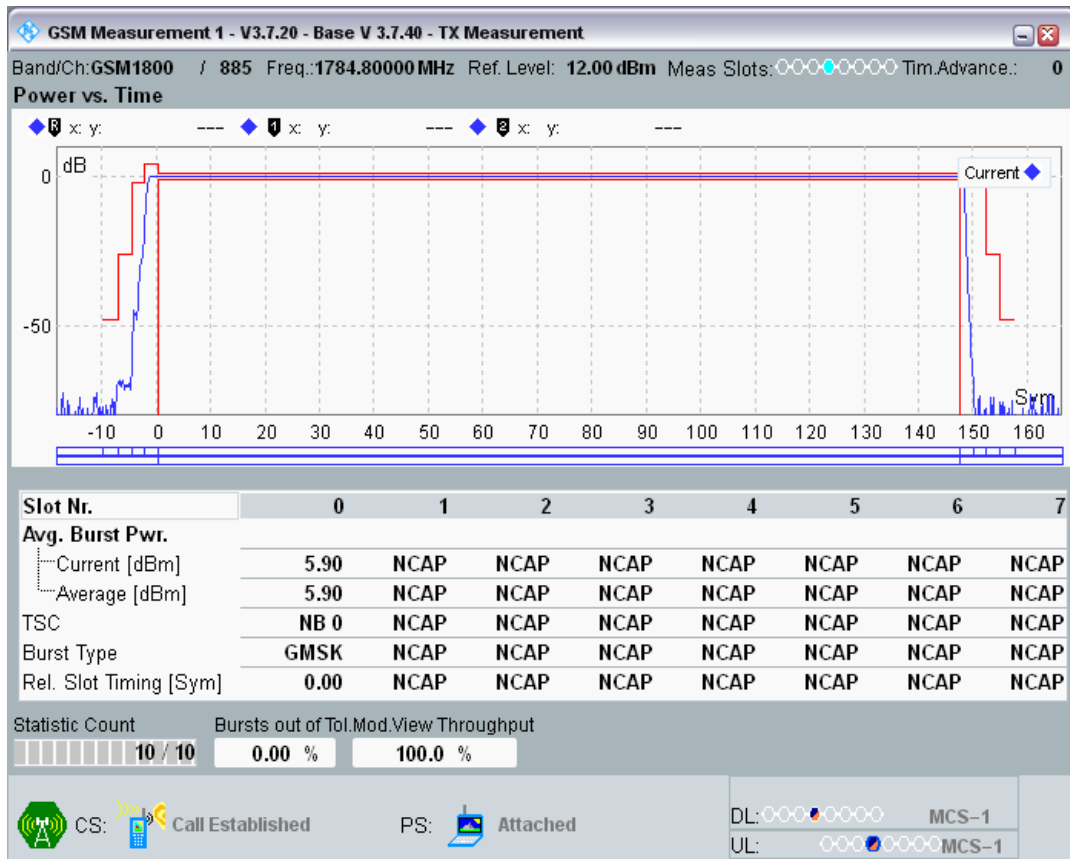 GSM Measurement 1 - V3.7.20 - Base V 3.7.40 - TX Measurement
Band/Ch:GSM1800 / 885 Freq.:1784.80000 MHz Ref. Level: 12.00 dBm Meas Slots: Tim.Advance.: 0
Power vs. Time
R x: y: --- 1 x: y: --- 2 x: y: ---
dB
0
Current
-50
Sym
-10 0 10 20 30 40 50 60 70 80 90 100 110 120 130 140 150 160
Slot Nr. 0 1 2 3 4 5 6 7
Avg. Burst Pwr.
Current [dBm] 5.90 NCAP NCAP NCAP NCAP NCAP NCAP NCAP
Average [dBm] 5.90 NCAP NCAP NCAP NCAP NCAP NCAP NCAP
TSC NB 0 NCAP NCAP NCAP NCAP NCAP NCAP NCAP
Burst Type GMSK NCAP NCAP NCAP NCAP NCAP NCAP NCAP
Rel. Slot Timing [Sym] 0.00 NCAP NCAP NCAP NCAP NCAP NCAP NCAP
Statistic Count Bursts out of Tol.Mod.View Throughput
10 / 10 0.00 % 100.0 %
CS: Call Established PS: Attached
DL: MCS-1
UL: MCS-1